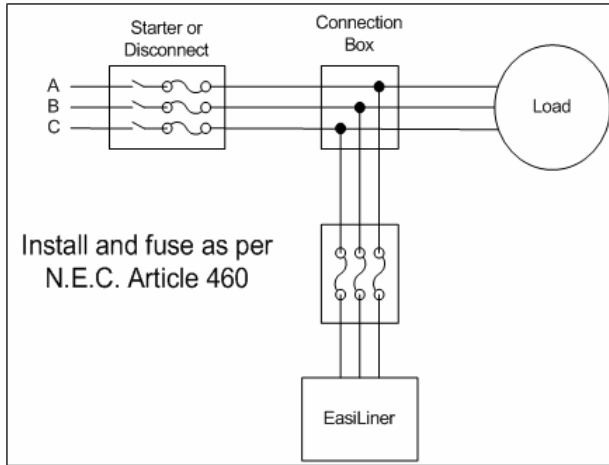 Starter or
Disconnect
Connection
Box
A
B
C
Load
Install and fuse as per
N.E.C. Article 460
EasiLiner